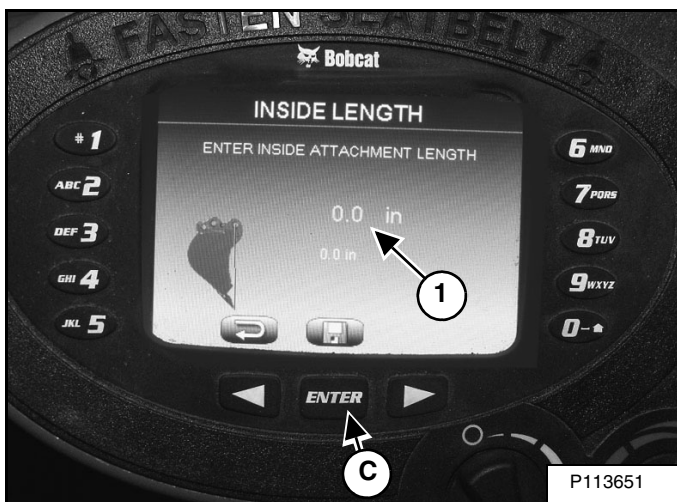 FASTEN SEATBELT
Bobcat
INSIDE LENGTH
ENTER INSIDE ATTACHMENT LENGTH
0.0 in
0.0 in
1
# 1
ABC 2
DEF 3
GHI 4
JKL 5
6 MNO
7 PQRS
8 TUV
9 WXYZ
0
ENTER
C
P113651